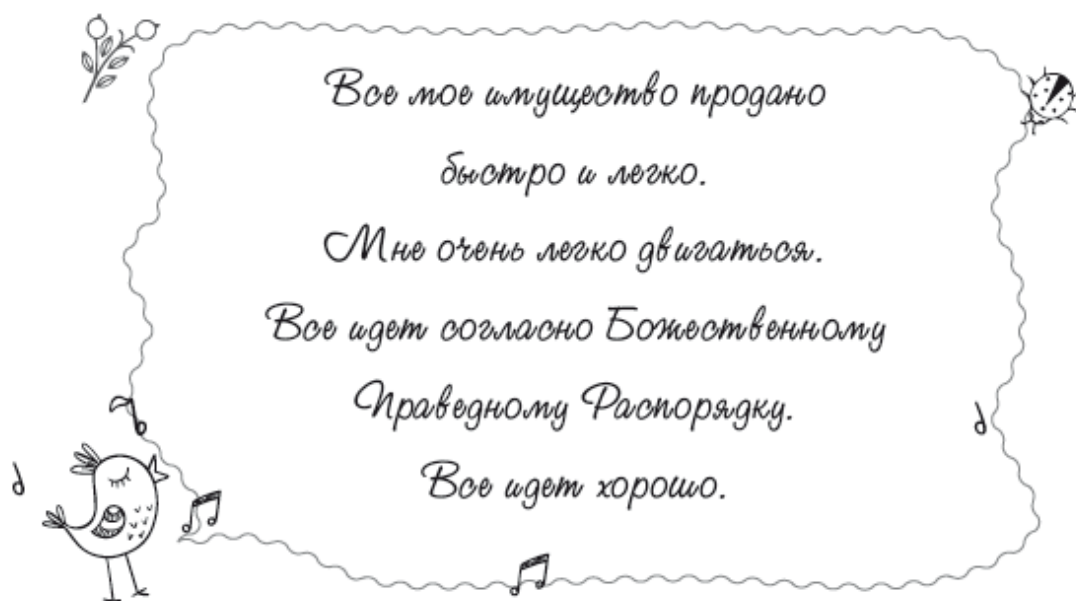 Все мое имущество продано
быстро и легко.
Мне очень легко двигаться.
Все идет согласно Божественному
Праведному Распорядку.
Все идет хорошо.